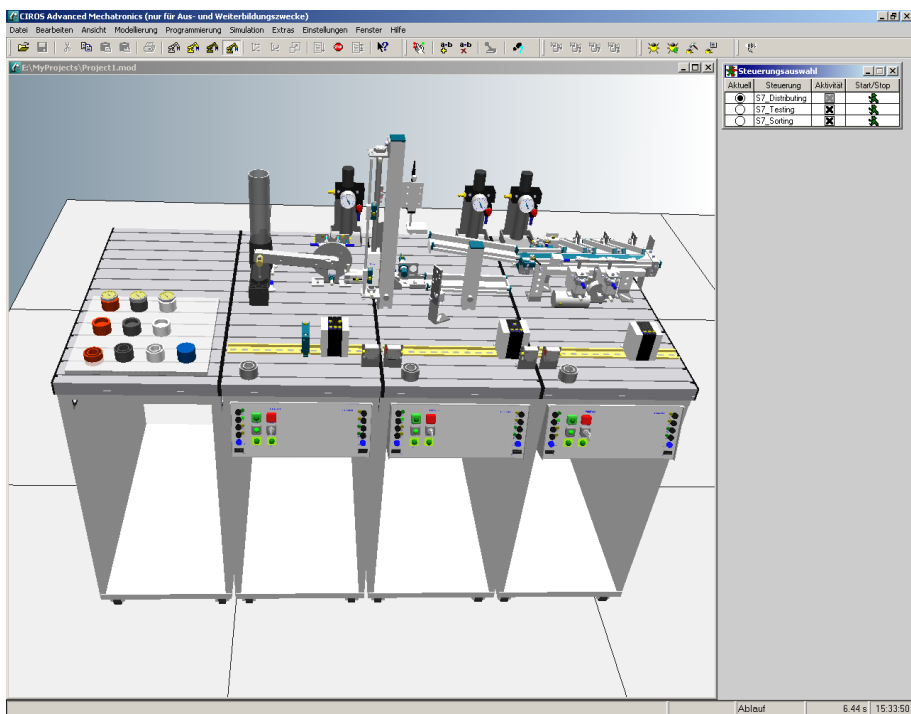 CIROS Advanced Mechatronics (nur für Aus- und Weiterbildungszwecke)
Datei Bearbeiten Ansicht Modellierung Programmierung Simulation Extras Einstellungen Fenster Hilfe
E:\MyProjects\Project1.mod
Steuerungsauswahl
Aktuell Steuerung Aktivität Start/Stop
S7_Distributing
S7_Testing
S7_Sorting
Ablauf 6.44 s 15:33:50